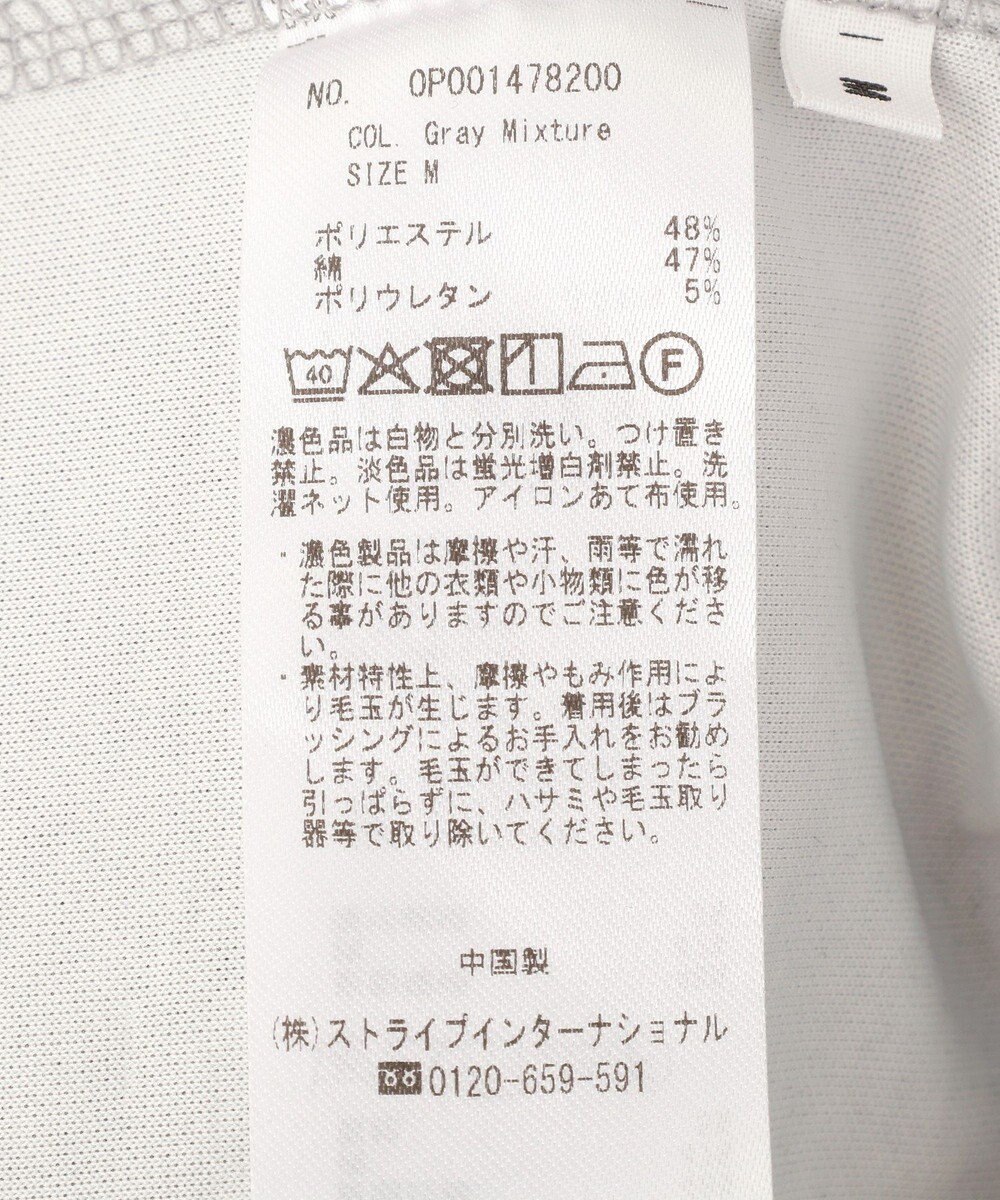 NO. OP001478200
COL. Gray Mixture
SIZE M
ポリエステル 48%
綿 47%
ポリウレタン 5%
40 F
濃色品は白物と分別洗い。つけ置き
禁止。淡色品は蛍光増白剤禁止。洗
濯ネット使用。アイロンあて布使用。
・濃色製品は摩擦や汗、雨等で濡れ
た際に他の衣類や小物類に色が移
る事がありますのでご注意くださ
い。
・素材特性上、摩擦やもみ作用によ
り毛玉が生じます。着用後はブラ
ッシングによるお手入れをお勧め
します。毛玉ができてしまったら
引っぱらずに、ハサミや毛玉取り
器等で取り除いてください。
中国製
(株)ストライプインターナショナル
0120-659-591